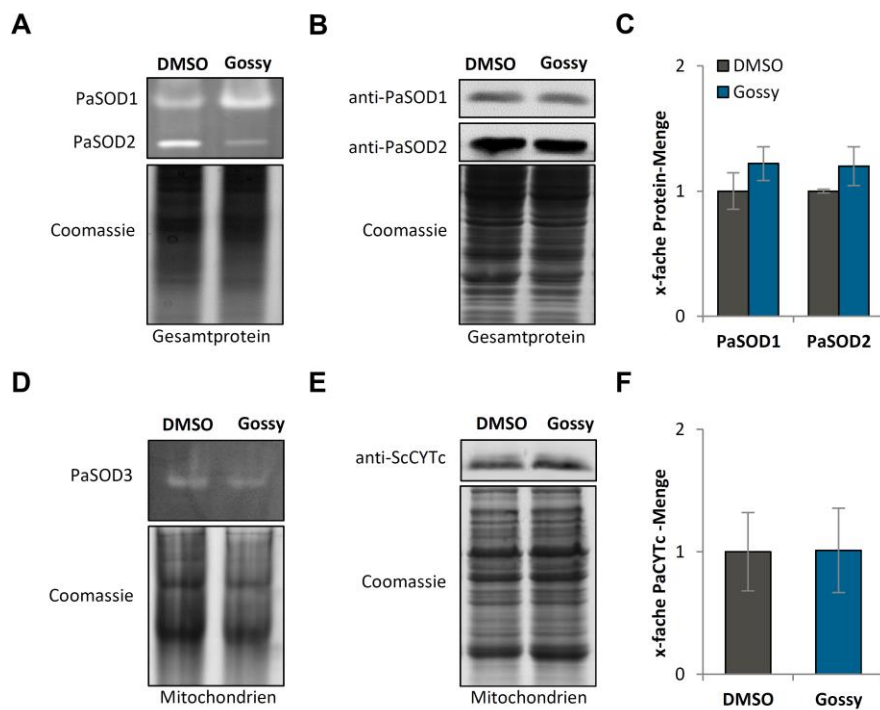 A
DMSO Gossy
PaSOD1
PaSOD2
Coomassie
Gesamtprotein
B
DMSO Gossy
anti-PaSOD1
anti-PaSOD2
Coomassie
Gesamtprotein
C
x-fache Protein-Menge
2
1
0
DMSO
Gossy
PaSOD1 PaSOD2
D
DMSO Gossy
PaSOD3
Coomassie
Mitochondrien
E
DMSO Gossy
anti-ScCYTc
Coomassie
Mitochondrien
F
x-fache PaCYTc -Menge
2
1
0
DMSO Gossy